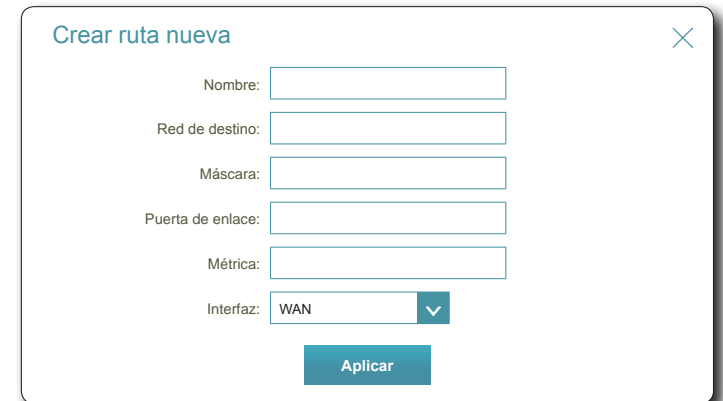 Crear ruta nueva
Nombre:
Red de destino:
Máscara:
Puerta de enlace:
Métrica:
Interfaz: WAN
Aplicar